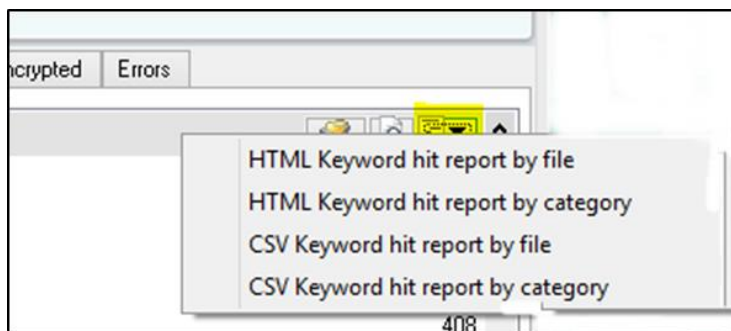 ncrypted Errors
HTML Keyword hit report by file
HTML Keyword hit report by category
CSV Keyword hit report by file
CSV Keyword hit report by category
408